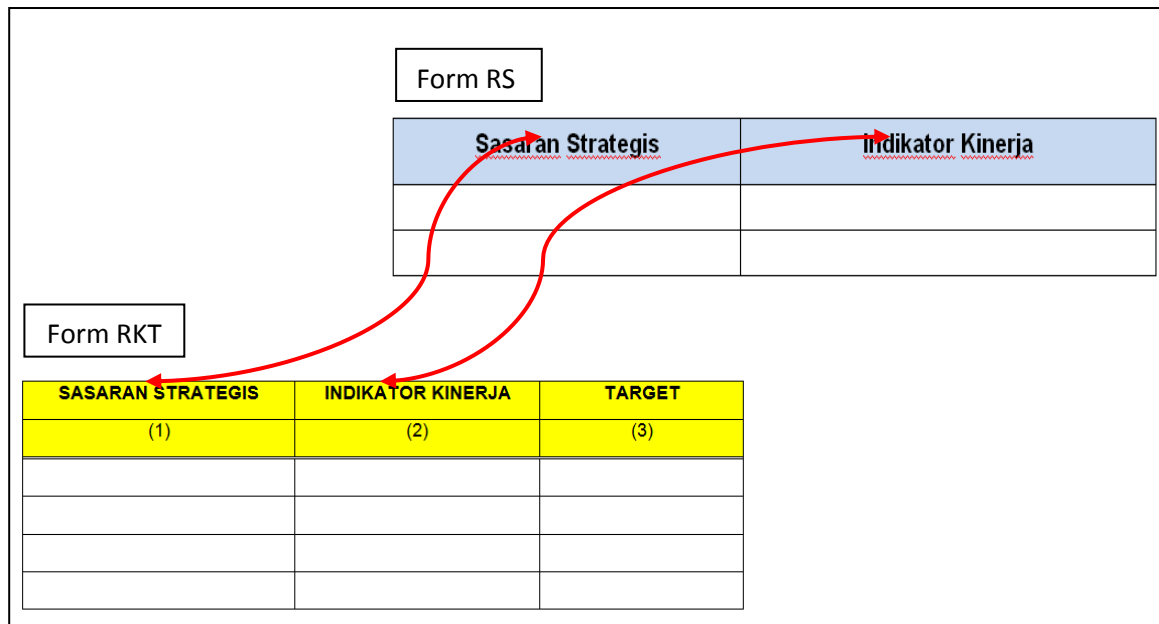 Form RS
Sasaran Strategis Indikator Kinerja
Form RKT
SASARAN STRATEGIS INDIKATOR KINERJA TARGET
(1) (2) (3)